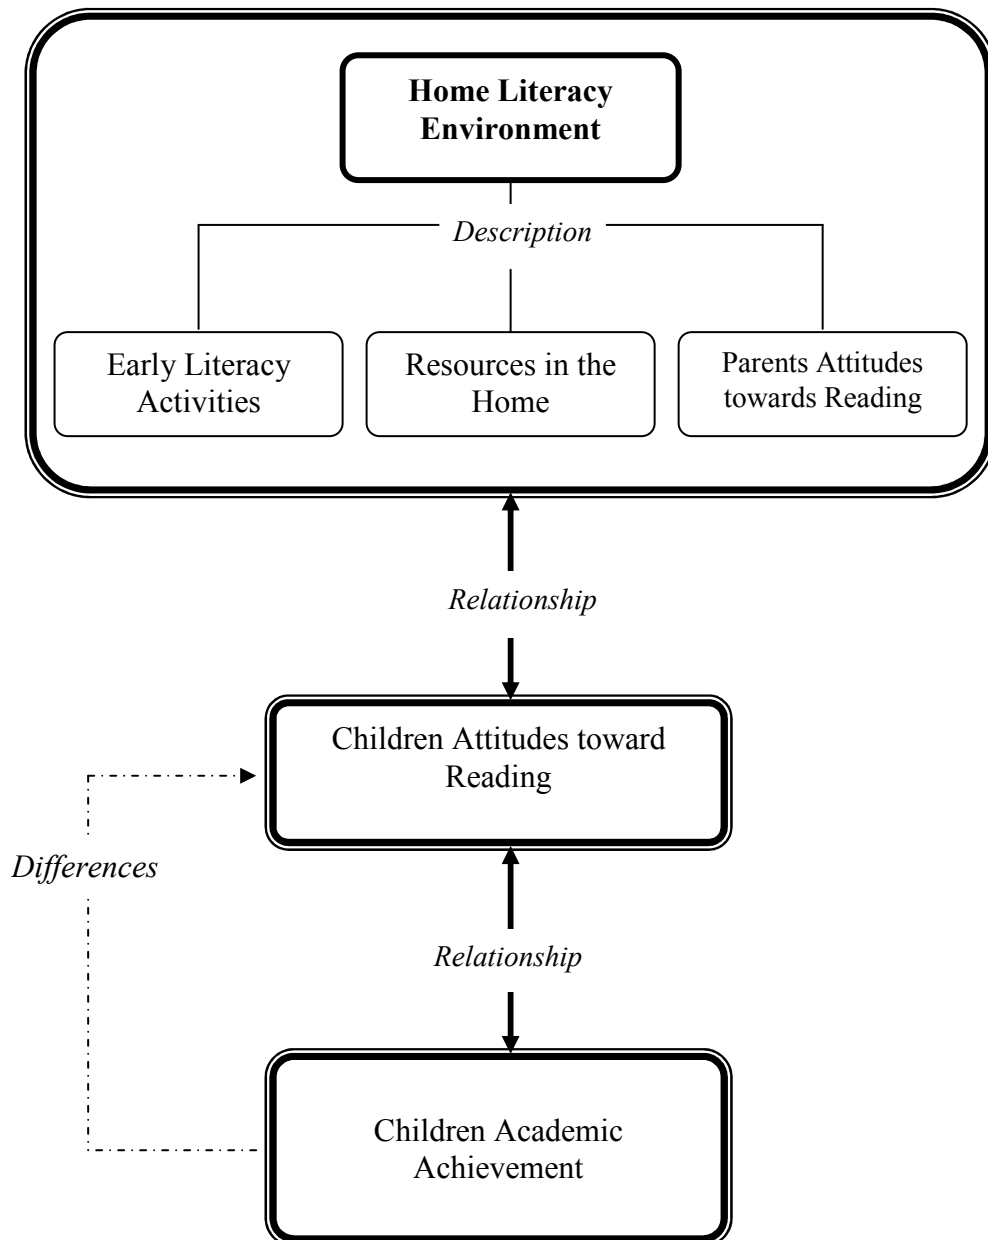 Home Literacy
Environment
Description
Early Literacy
Activities
Resources in the
Home
Parents Attitudes
towards Reading
Relationship
Children Attitudes toward
Reading
Differences
Relationship
Children Academic
Achievement